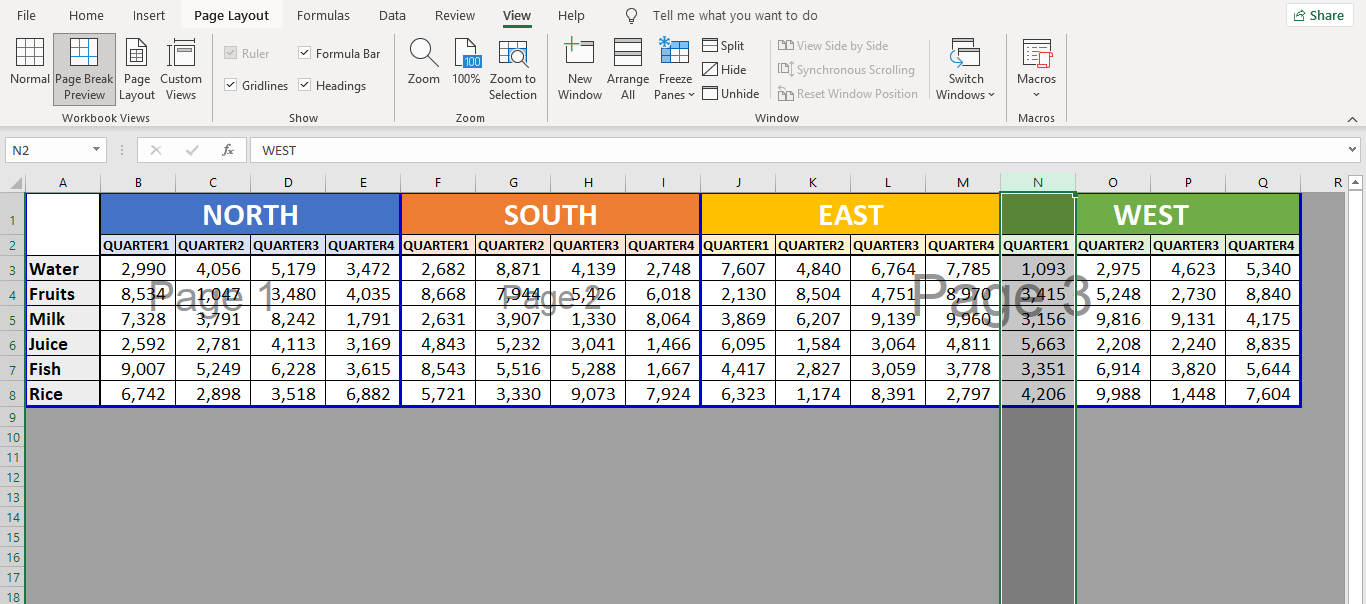 File Home Insert Page Layout Formulas Data Review View Help Tell me what you want to do Share
Normal Page Break Preview Page Layout Custom Views
Ruler Formula Bar
Gridlines Headings
Zoom 100% Zoom to Selection
New Window Arrange All Freeze Panes
Split
Hide
Unhide
View Side by Side
Synchronous Scrolling
Reset Window Position
Switch Windows
Macros
Workbook Views Show Zoom Window Macros
N2 fx WEST
A B C D E F G H I J K L M N O P Q R
1 NORTH SOUTH EAST WEST
2 QUARTER1 QUARTER2 QUARTER3 QUARTER4 QUARTER1 QUARTER2 QUARTER3 QUARTER4 QUARTER1 QUARTER2 QUARTER3 QUARTER4 QUARTER1 QUARTER2 QUARTER3 QUARTER4
3 Water 2,990 4,056 5,179 3,472 2,682 8,871 4,139 2,748 7,607 4,840 6,764 7,785 1,093 2,975 4,623 5,340
4 Fruits 8,534 1,047 3,480 4,035 8,668 7,944 5,426 6,018 2,130 8,504 4,751 8,970 3,415 5,248 2,730 8,840
Page 1 Page 2 Page 3
5 Milk 7,328 3,791 8,242 1,791 2,631 3,907 1,330 8,064 3,869 6,207 9,139 9,960 3,156 9,816 9,131 4,175
6 Juice 2,592 2,781 4,113 3,169 4,843 5,232 3,041 1,466 6,095 1,584 3,064 4,811 5,663 2,208 2,240 8,835
7 Fish 9,007 5,249 6,228 3,615 8,543 5,516 5,288 1,667 4,417 2,827 3,059 3,778 3,351 6,914 3,820 5,644
8 Rice 6,742 2,898 3,518 6,882 5,721 3,330 9,073 7,924 6,323 1,174 8,391 2,797 4,206 9,988 1,448 7,604
9
10
11
12
13
14
15
16
17
18